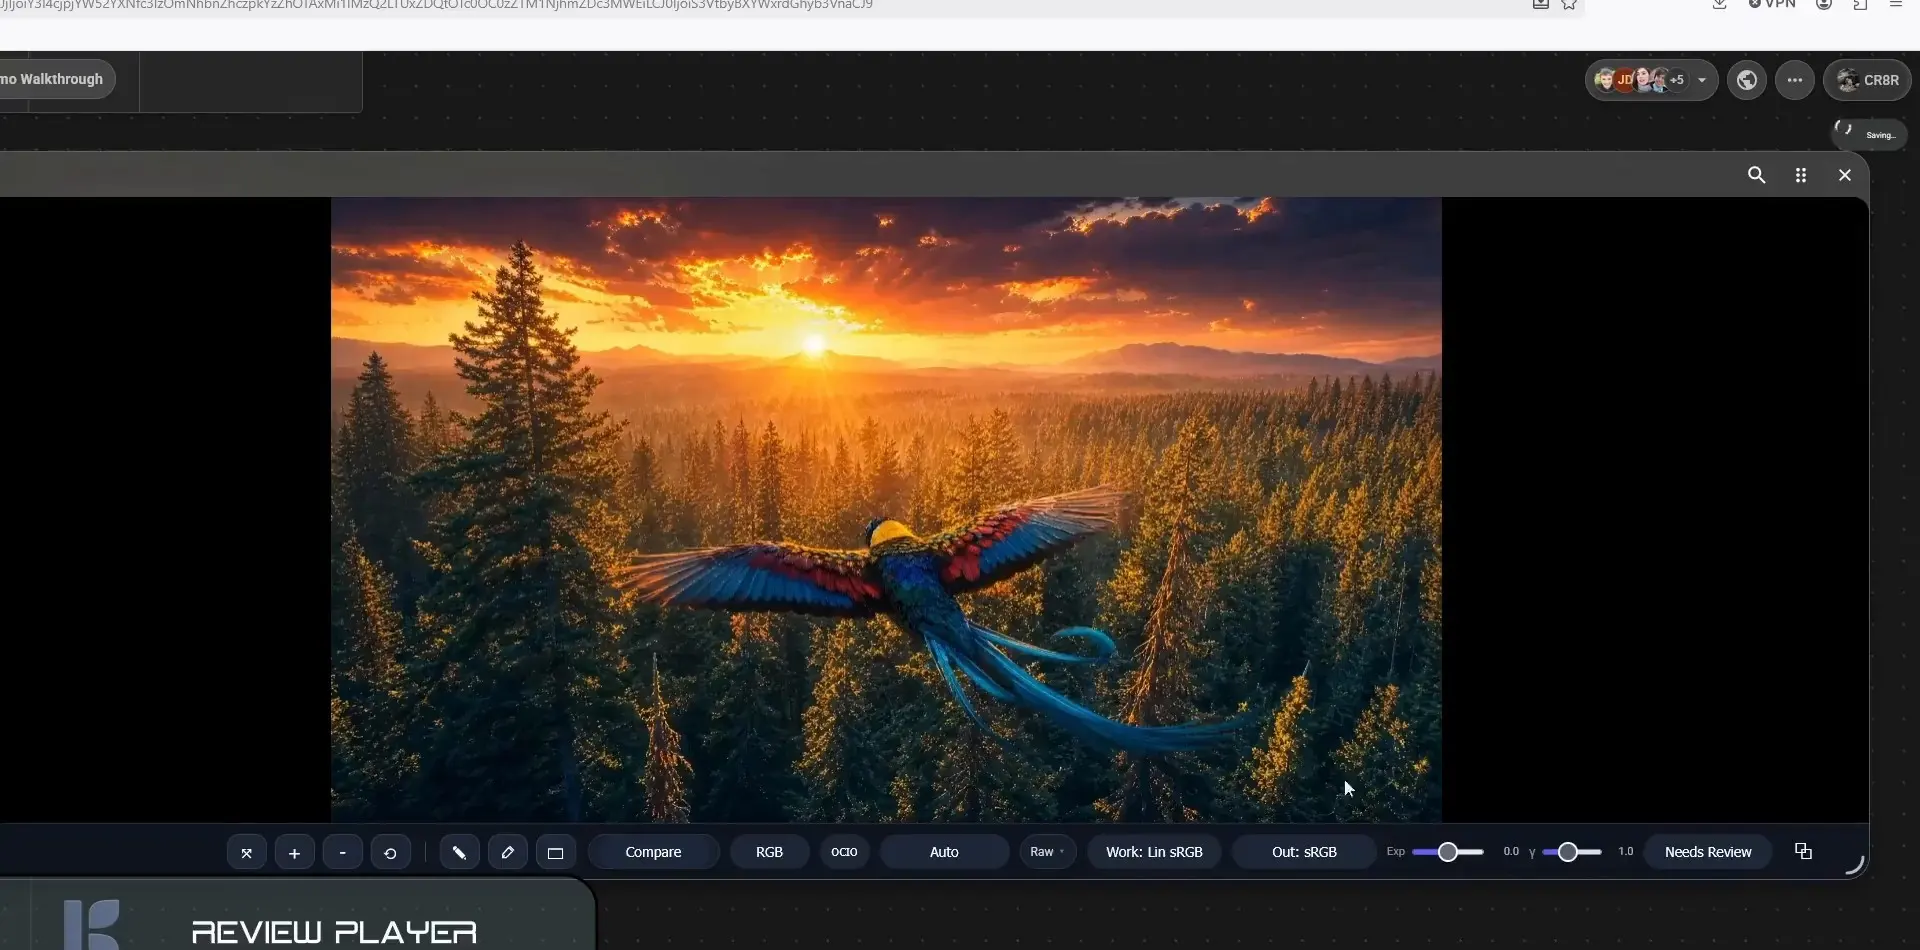 VPN
mo Walkthrough
JD
+5
CR8R
Saving...
Compare
RGB
OCIO
Auto
Raw
Work: Lin sRGB
Out: sRGB
Exp
0.0
γ
1.0
Needs Review
REVIEW PLAYER